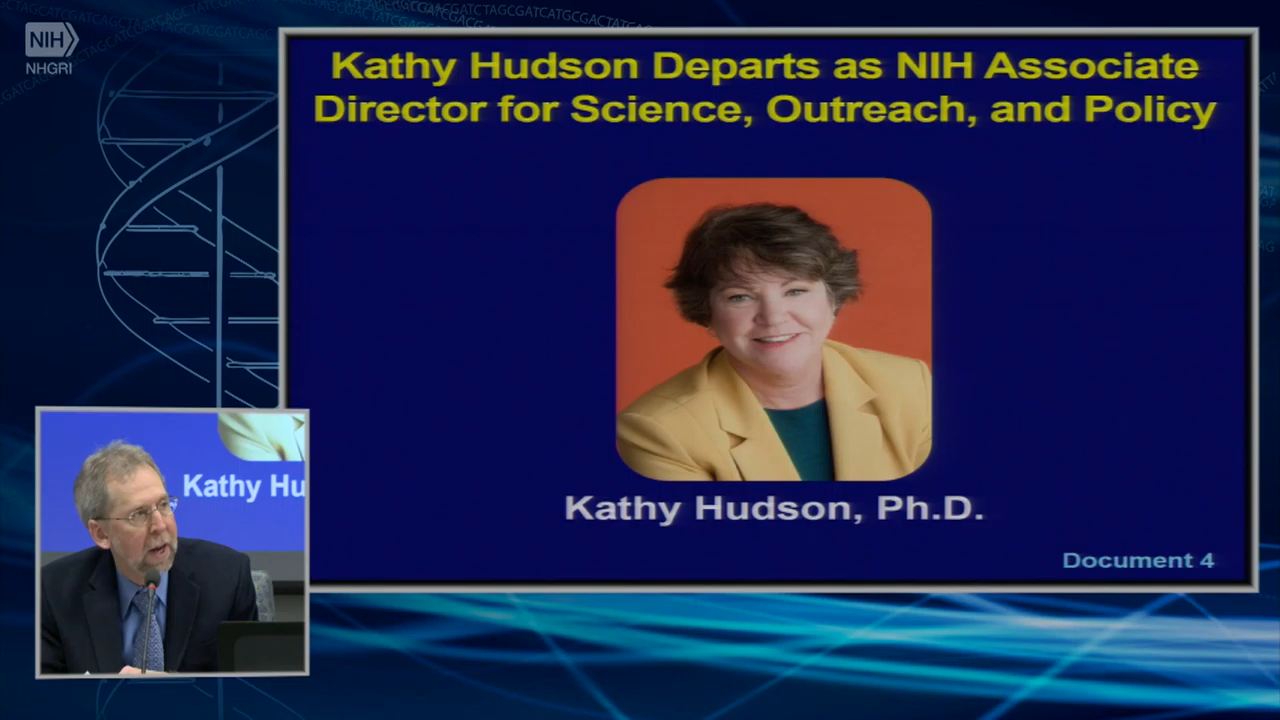 NIH
NHGRI
Kathy Hudson Departs as NIH Associate
Director for Science, Outreach, and Policy
Kathy Hudson, Ph.D.
Document 4
Kathy Hu